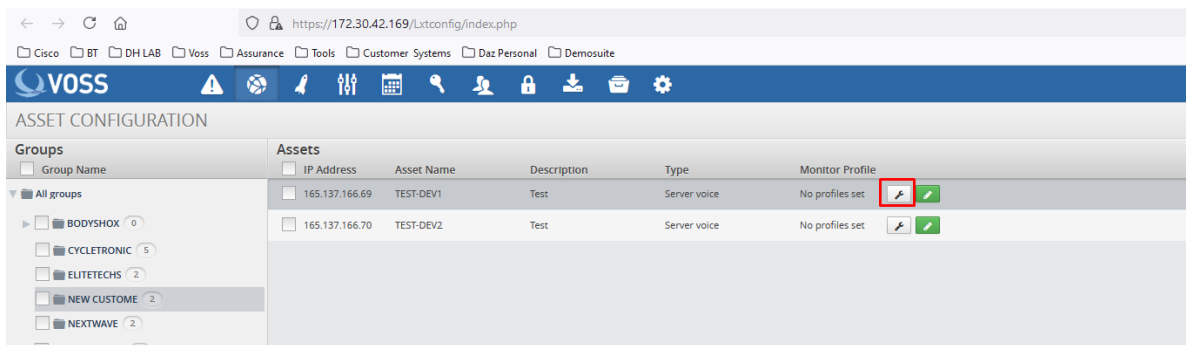 https://172.30.42.169/Lxtconfig/index.php
Cisco BT DH LAB Voss Assurance Tools Customer Systems Daz Personal Demosuite
VOSS
ASSET CONFIGURATION
Groups
Group Name
All groups
BODYSHOX 0
CYCLETRONIC 5
ELITETECHS 2
NEW CUSTOME 2
NEXTWAVE 2
Assets
IP Address Asset Name Description Type Monitor Profile
165.137.166.69 TEST-DEV1 Test Server voice No profiles set
165.137.166.70 TEST-DEV2 Test Server voice No profiles set